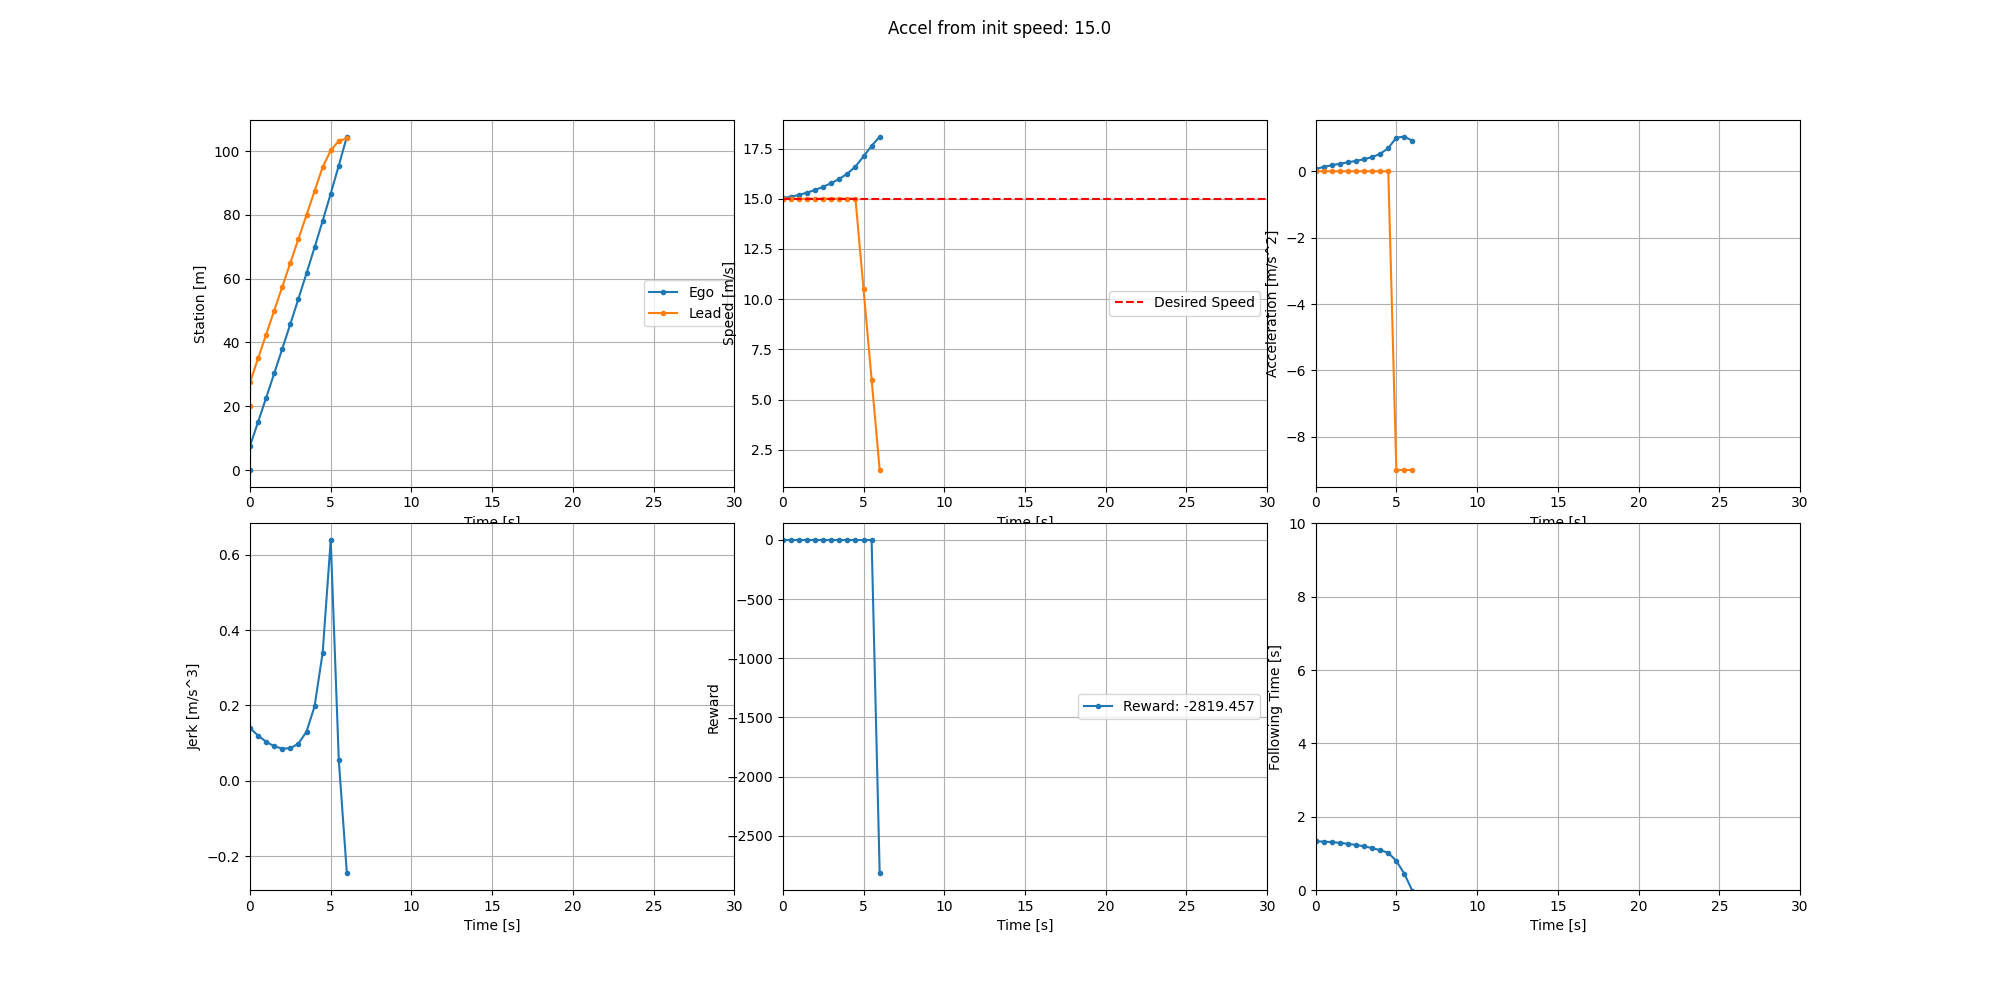 Accel from init speed: 15.0
Station [m]
100
80
60
40
20
0
0 5 10 15 20 25 30
Time [s]
Ego
Lead
Speed [m/s]
17.5
15.0
12.5
10.0
7.5
5.0
2.5
0 5 10 15 20 25 30
Time [s]
Desired Speed
Acceleration [m/s^2]
0
−2
−4
−6
−8
0 5 10 15 20 25 30
Time [s]
Jerk [m/s^3]
0.6
0.4
0.2
0.0
−0.2
0 5 10 15 20 25 30
Time [s]
Reward
0
−500
−1000
−1500
−2000
−2500
0 5 10 15 20 25 30
Time [s]
Reward: -2819.457
Following Time [s]
10
8
6
4
2
0
0 5 10 15 20 25 30
Time [s]